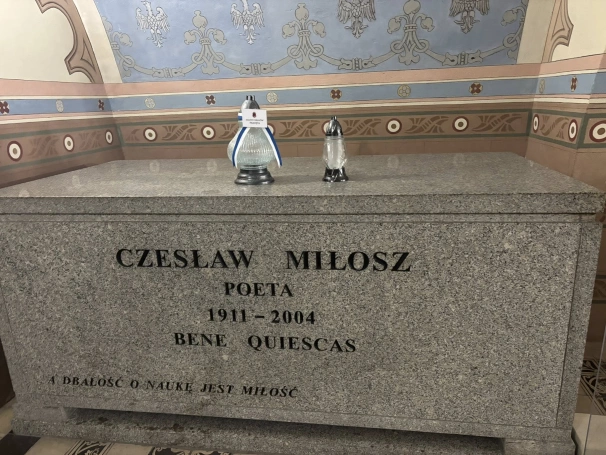 CZESŁAW MIŁOSZ
POETA
1911 – 2004
BENE QUIESCAS
A DBAŁOŚĆ O NAUKĘ JEST MIŁOŚĆ